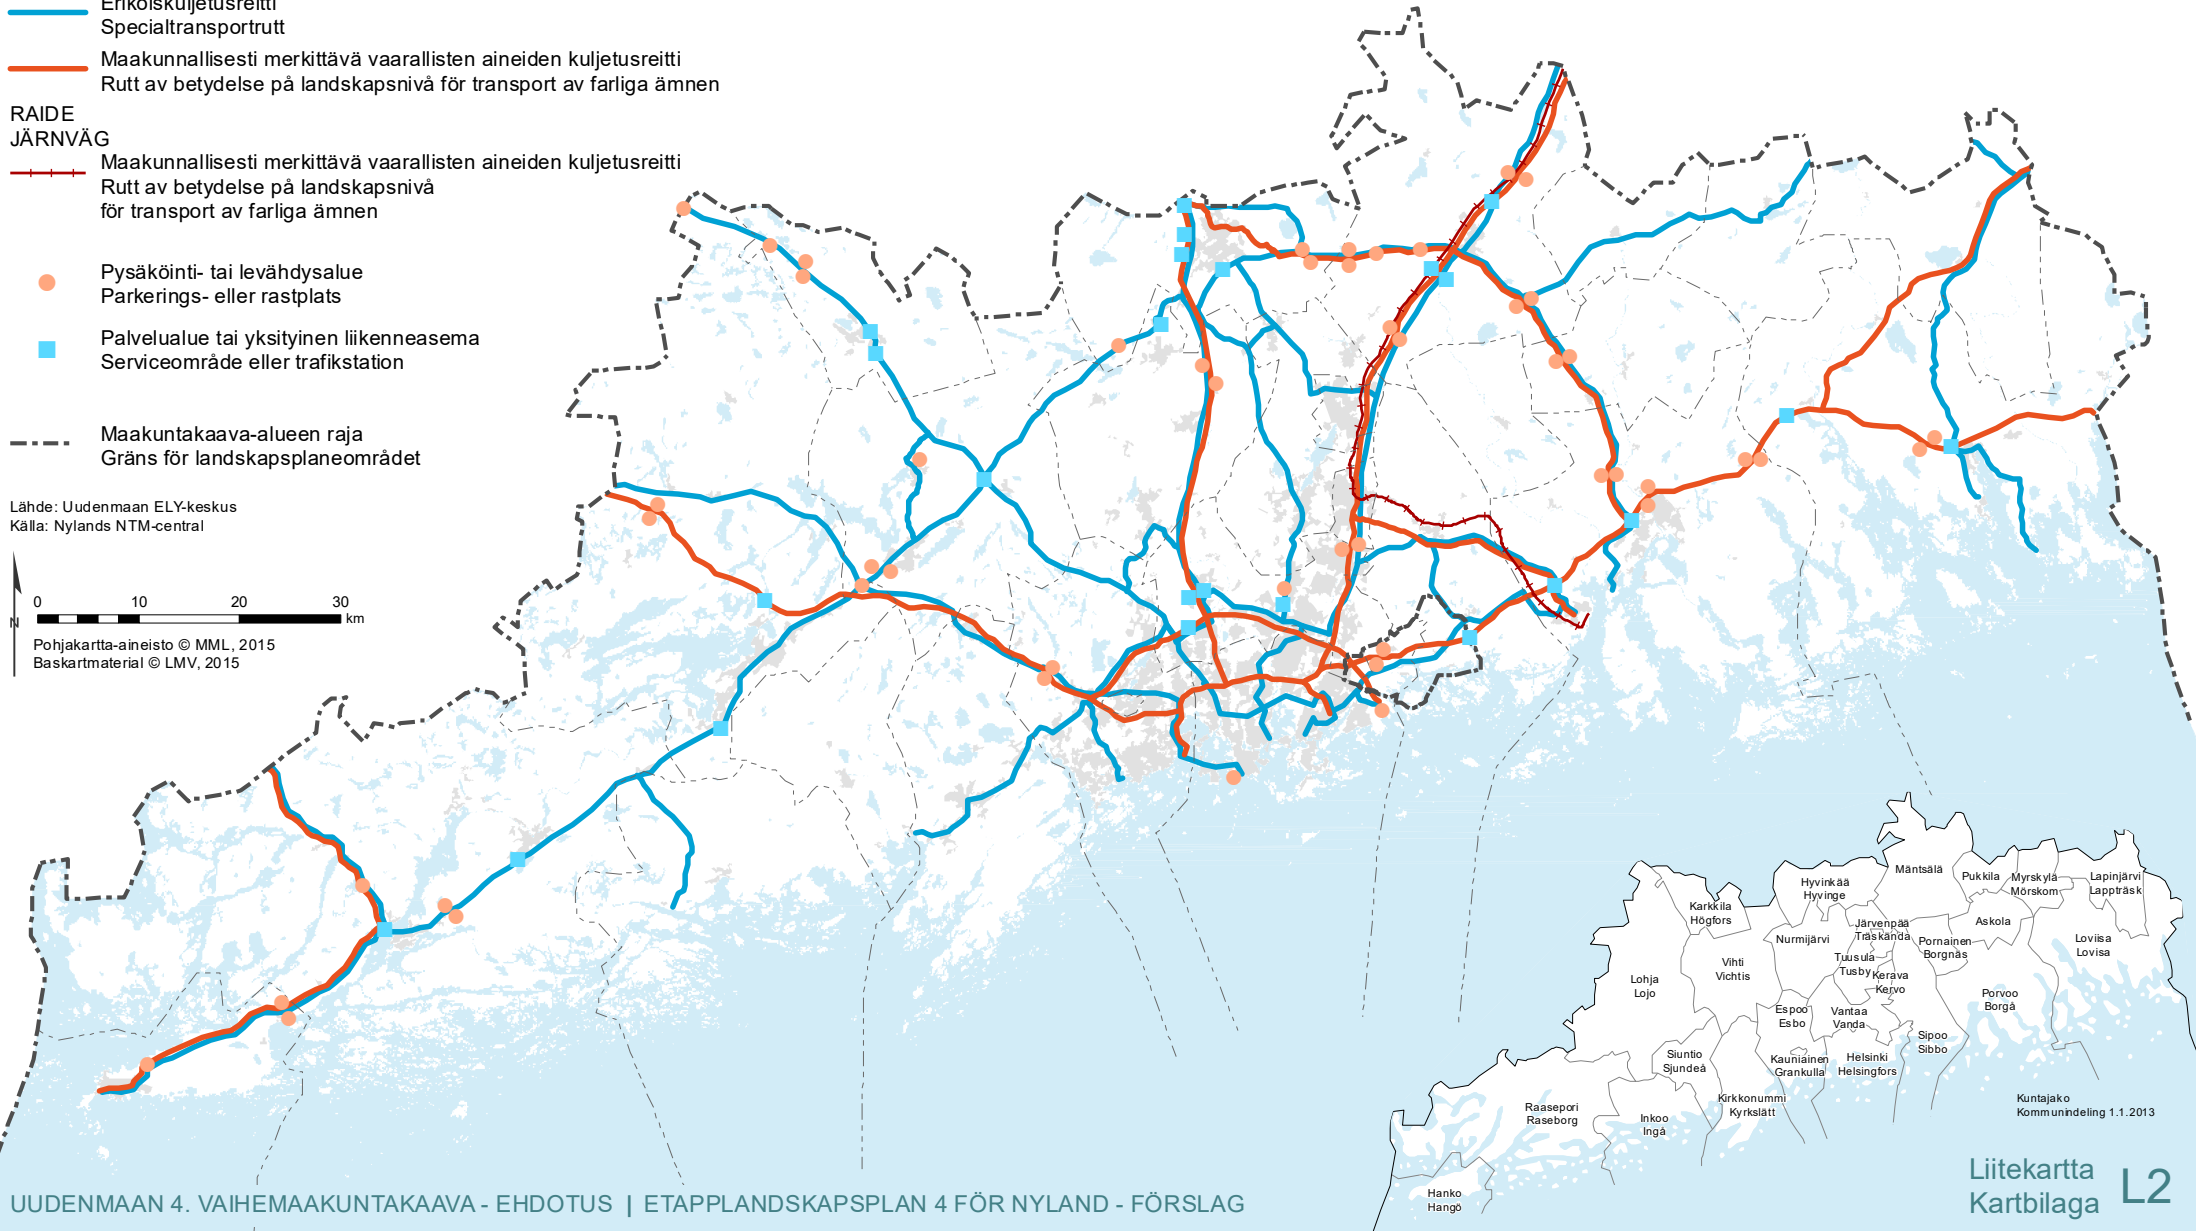 Erikoiskuljetusreitti
Specialtransportrutt
Maakunnallisesti merkittävä vaarallisten aineiden kuljetusreitti
Rutt av betydelse på landskapsnivå för transport av farliga ämnen
RAIDE
JÄRNVÄG
Maakunnallisesti merkittävä vaarallisten aineiden kuljetusreitti
Rutt av betydelse på landskapsnivå
för transport av farliga ämnen
Pysäköinti- tai levähdysalue
Parkerings- eller rastplats
Palvelualue tai yksityinen liikenneasema
Serviceområde eller trafikstation
Maakuntakaava-alueen raja
Gräns för landskapsplaneområdet
Lähde: Uudenmaan ELY-keskus
Källa: Nylands NTM-central
N
0 10 20 30
km
Pohjakartta-aineisto © MML, 2015
Baskartmaterial © LMV, 2015
Mäntsälä
Pukkila
Myrskylä
Mörskom
Lapinjärvi
Lappträsk
Hyvinkää
Hyvinge
Karkkila
Högfors
Askola
Järvenpää
Träskända
Nurmijärvi
Pornainen
Borgnäs
Loviisa
Lovisa
Vihti
Vichtis
Tuusula
Tusby
Kerava
Kervo
Lohja
Lojo
Porvoo
Borgå
Espoo
Esbo
Vantaa
Vanda
Sipoo
Sibbo
Siuntio
Sjundeå
Kauniainen
Grankulla
Helsinki
Helsingfors
Kirkkonummi
Kyrkslätt
Raasepori
Raseborg
Inkoo
Ingå
Kuntajako
Kommunindeling 1.1.2013
Hanko
Hangö
Liitekartta
Kartbilaga
L2
UUDENMAAN 4. VAIHEMAAKUNTAKAAVA - EHDOTUS | ETAPPLANDSKAPSPLAN 4 FÖR NYLAND - FÖRSLAG